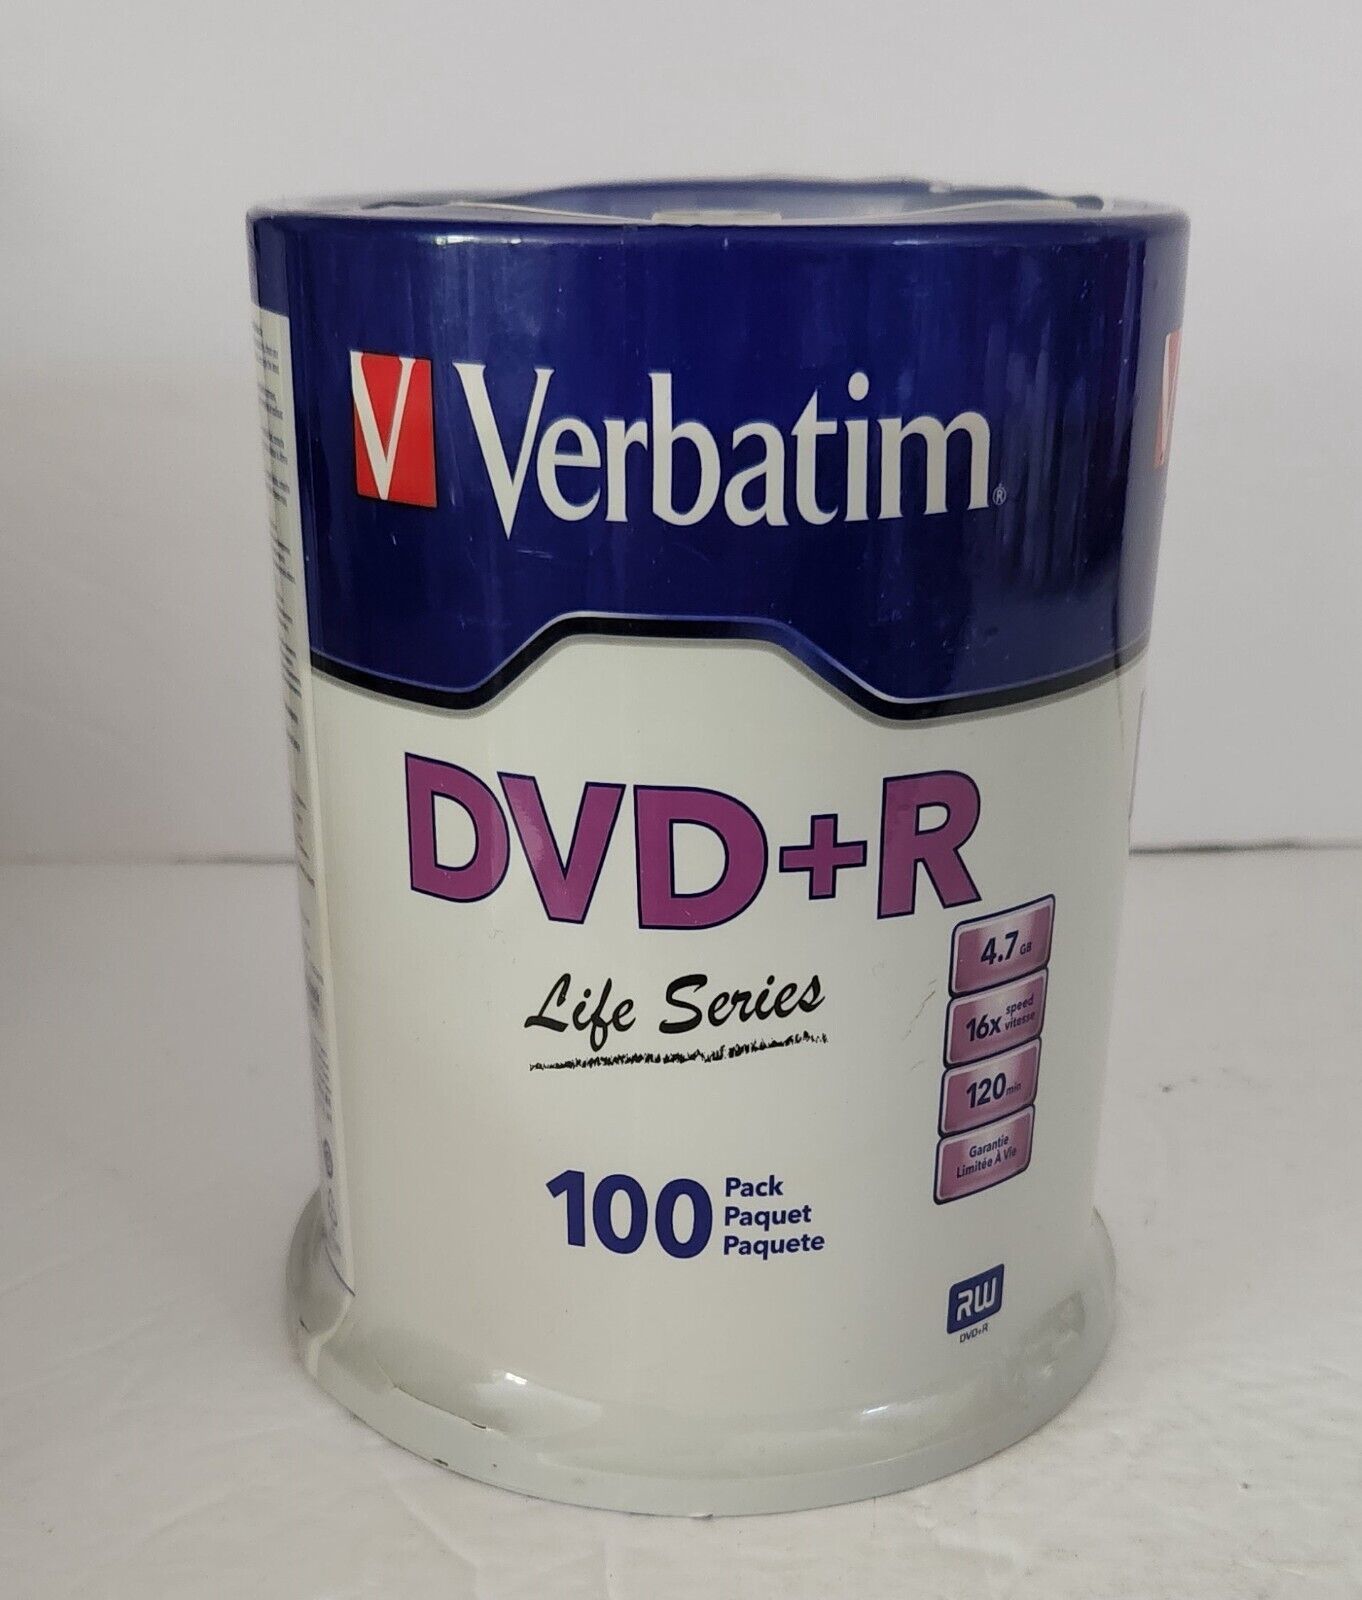 V Verbatim®
DVD+R
Life Series
4.7 GB
16x speed vitesse
120 min
Garantie
Limitée À Vie
100 Pack
Paquet
Paquete
RW
DVD+R